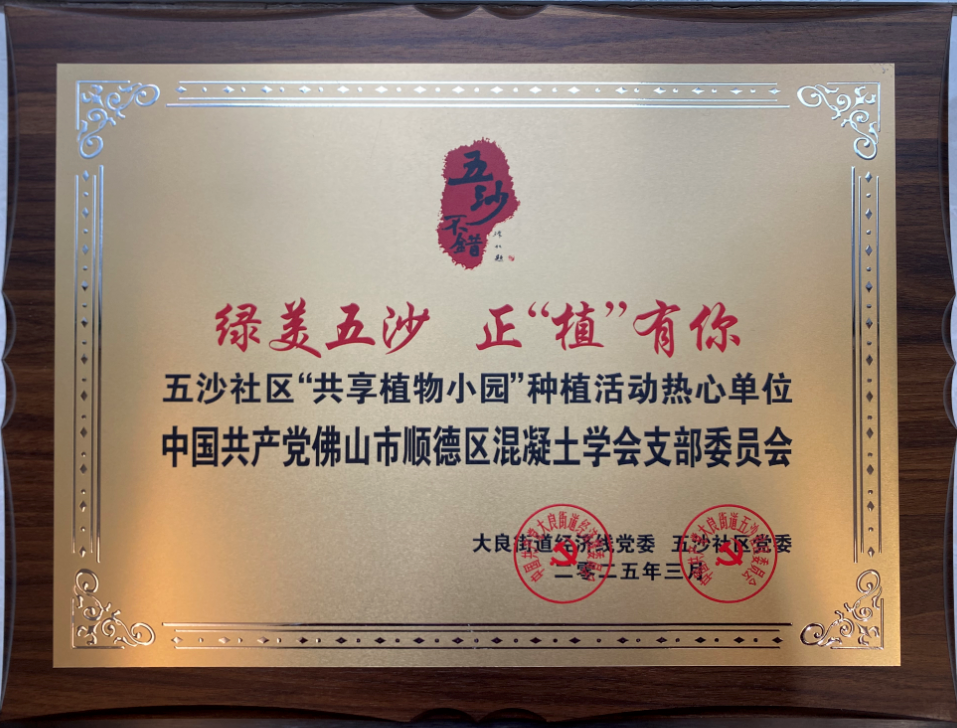 五沙
不错
绿美五沙 正“植”有你
五沙社区“共享植物小园”种植活动热心单位
中国共产党佛山市顺德区混凝土学会支部委员会
大良街道经济线党委 五沙社区党委
二零二五年三月